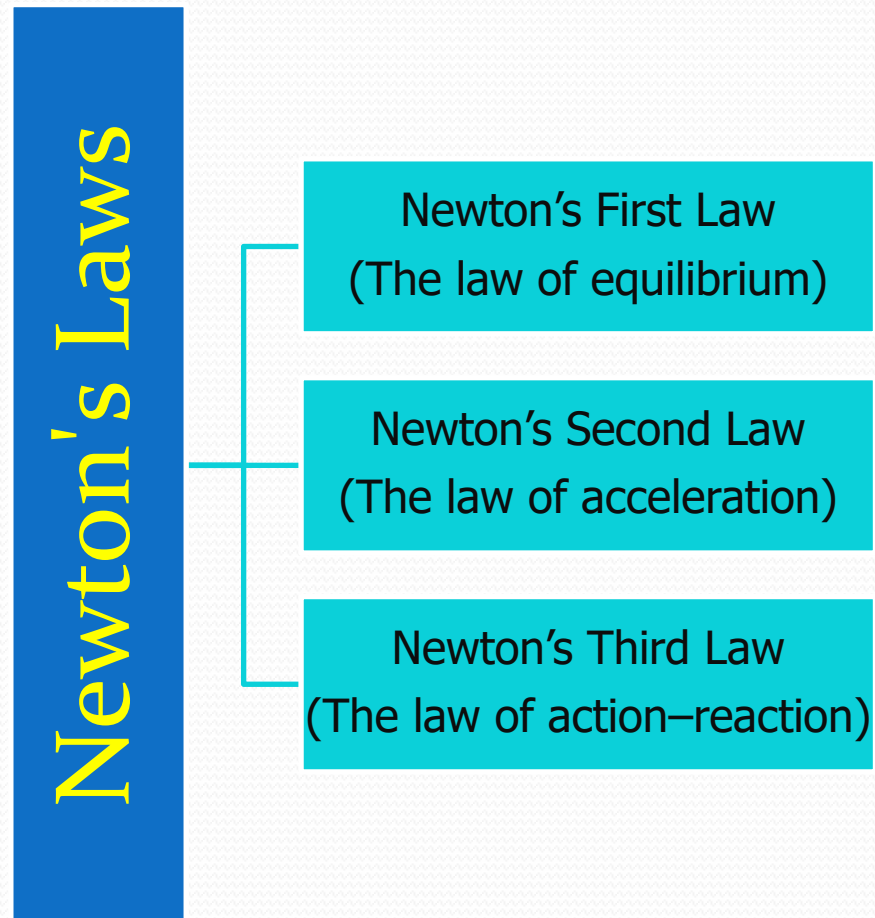 Newton's Laws
Newton’s First Law
(The law of equilibrium)
Newton’s Second Law
(The law of acceleration)
Newton’s Third Law
(The law of action–reaction)